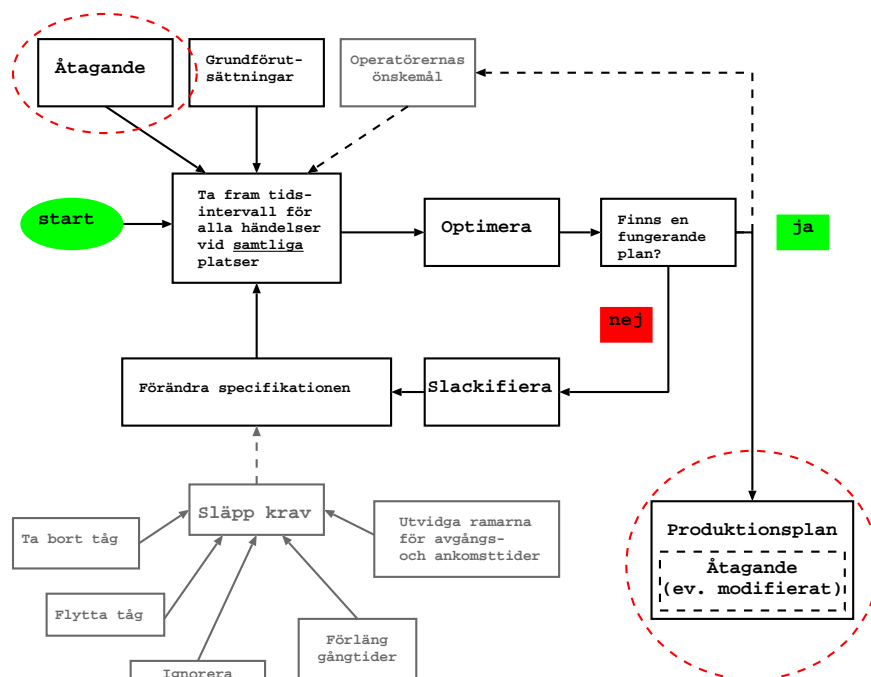 Åtagande
Grundförut-
sättningar
Operatörernas
önskemål
start
Ta fram tids-
intervall för
alla händelser
vid samtliga
platser
Optimera
Finns en
fungerande
plan?
ja
nej
Förändra specifikationen
Slackifiera
Släpp krav
Ta bort tåg
Utvidga ramarna
för avgångs-
och ankomsttider
Flytta tåg
Förläng
gångtider
Ignorera
Produktionsplan
Åtagande
(ev. modifierat)